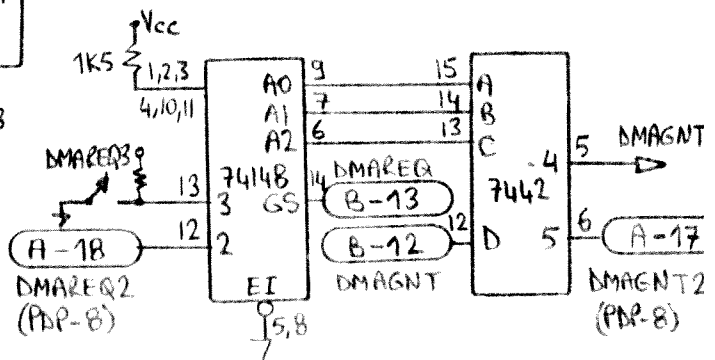 Vcc
1K5
1,2,3
4,10,11
3
DMAREQ3
13
3
A-18
12
2
DMAREQ2
(PDP-8)
A0
A1
A2
74148
GS
EI
5,8
9
7
6
14
DMAREQ
B-13
B-12
DMAGNT
15
14
13
12
A
B
C
D
7442
4
5
5
6
DMAGNT
A-17
DMAGNT2
(PDP-8)